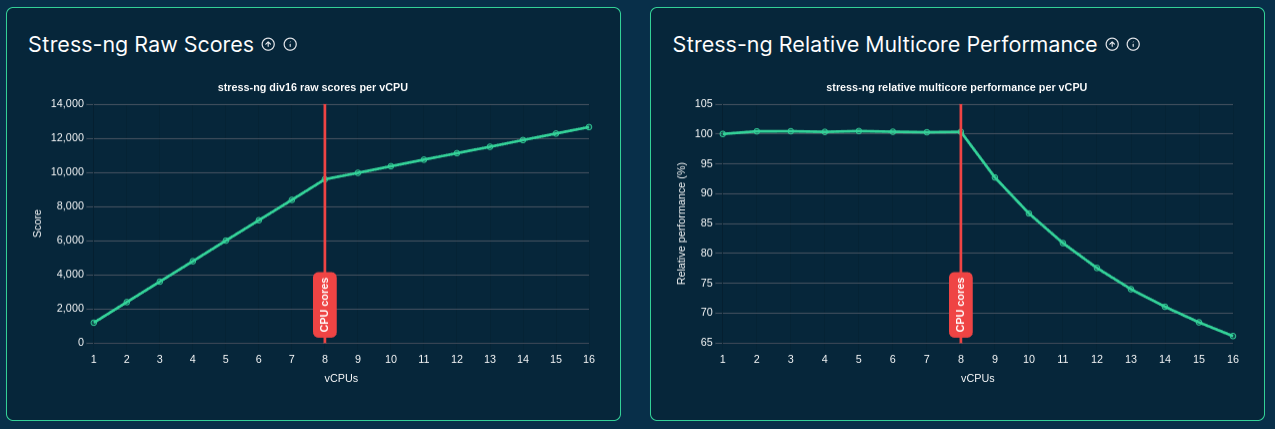 Stress-ng Raw Scores
stress-ng div16 raw scores per vCPU
14,000
12,000
10,000
8,000
6,000
4,000
2,000
0
Score
CPU cores
1 2 3 4 5 6 7 8 9 10 11 12 13 14 15 16
vCPUs
Stress-ng Relative Multicore Performance
stress-ng relative multicore performance per vCPU
105
100
95
90
85
80
75
70
65
Relative performance (%)
CPU cores
1 2 3 4 5 6 7 8 9 10 11 12 13 14 15 16
vCPUs